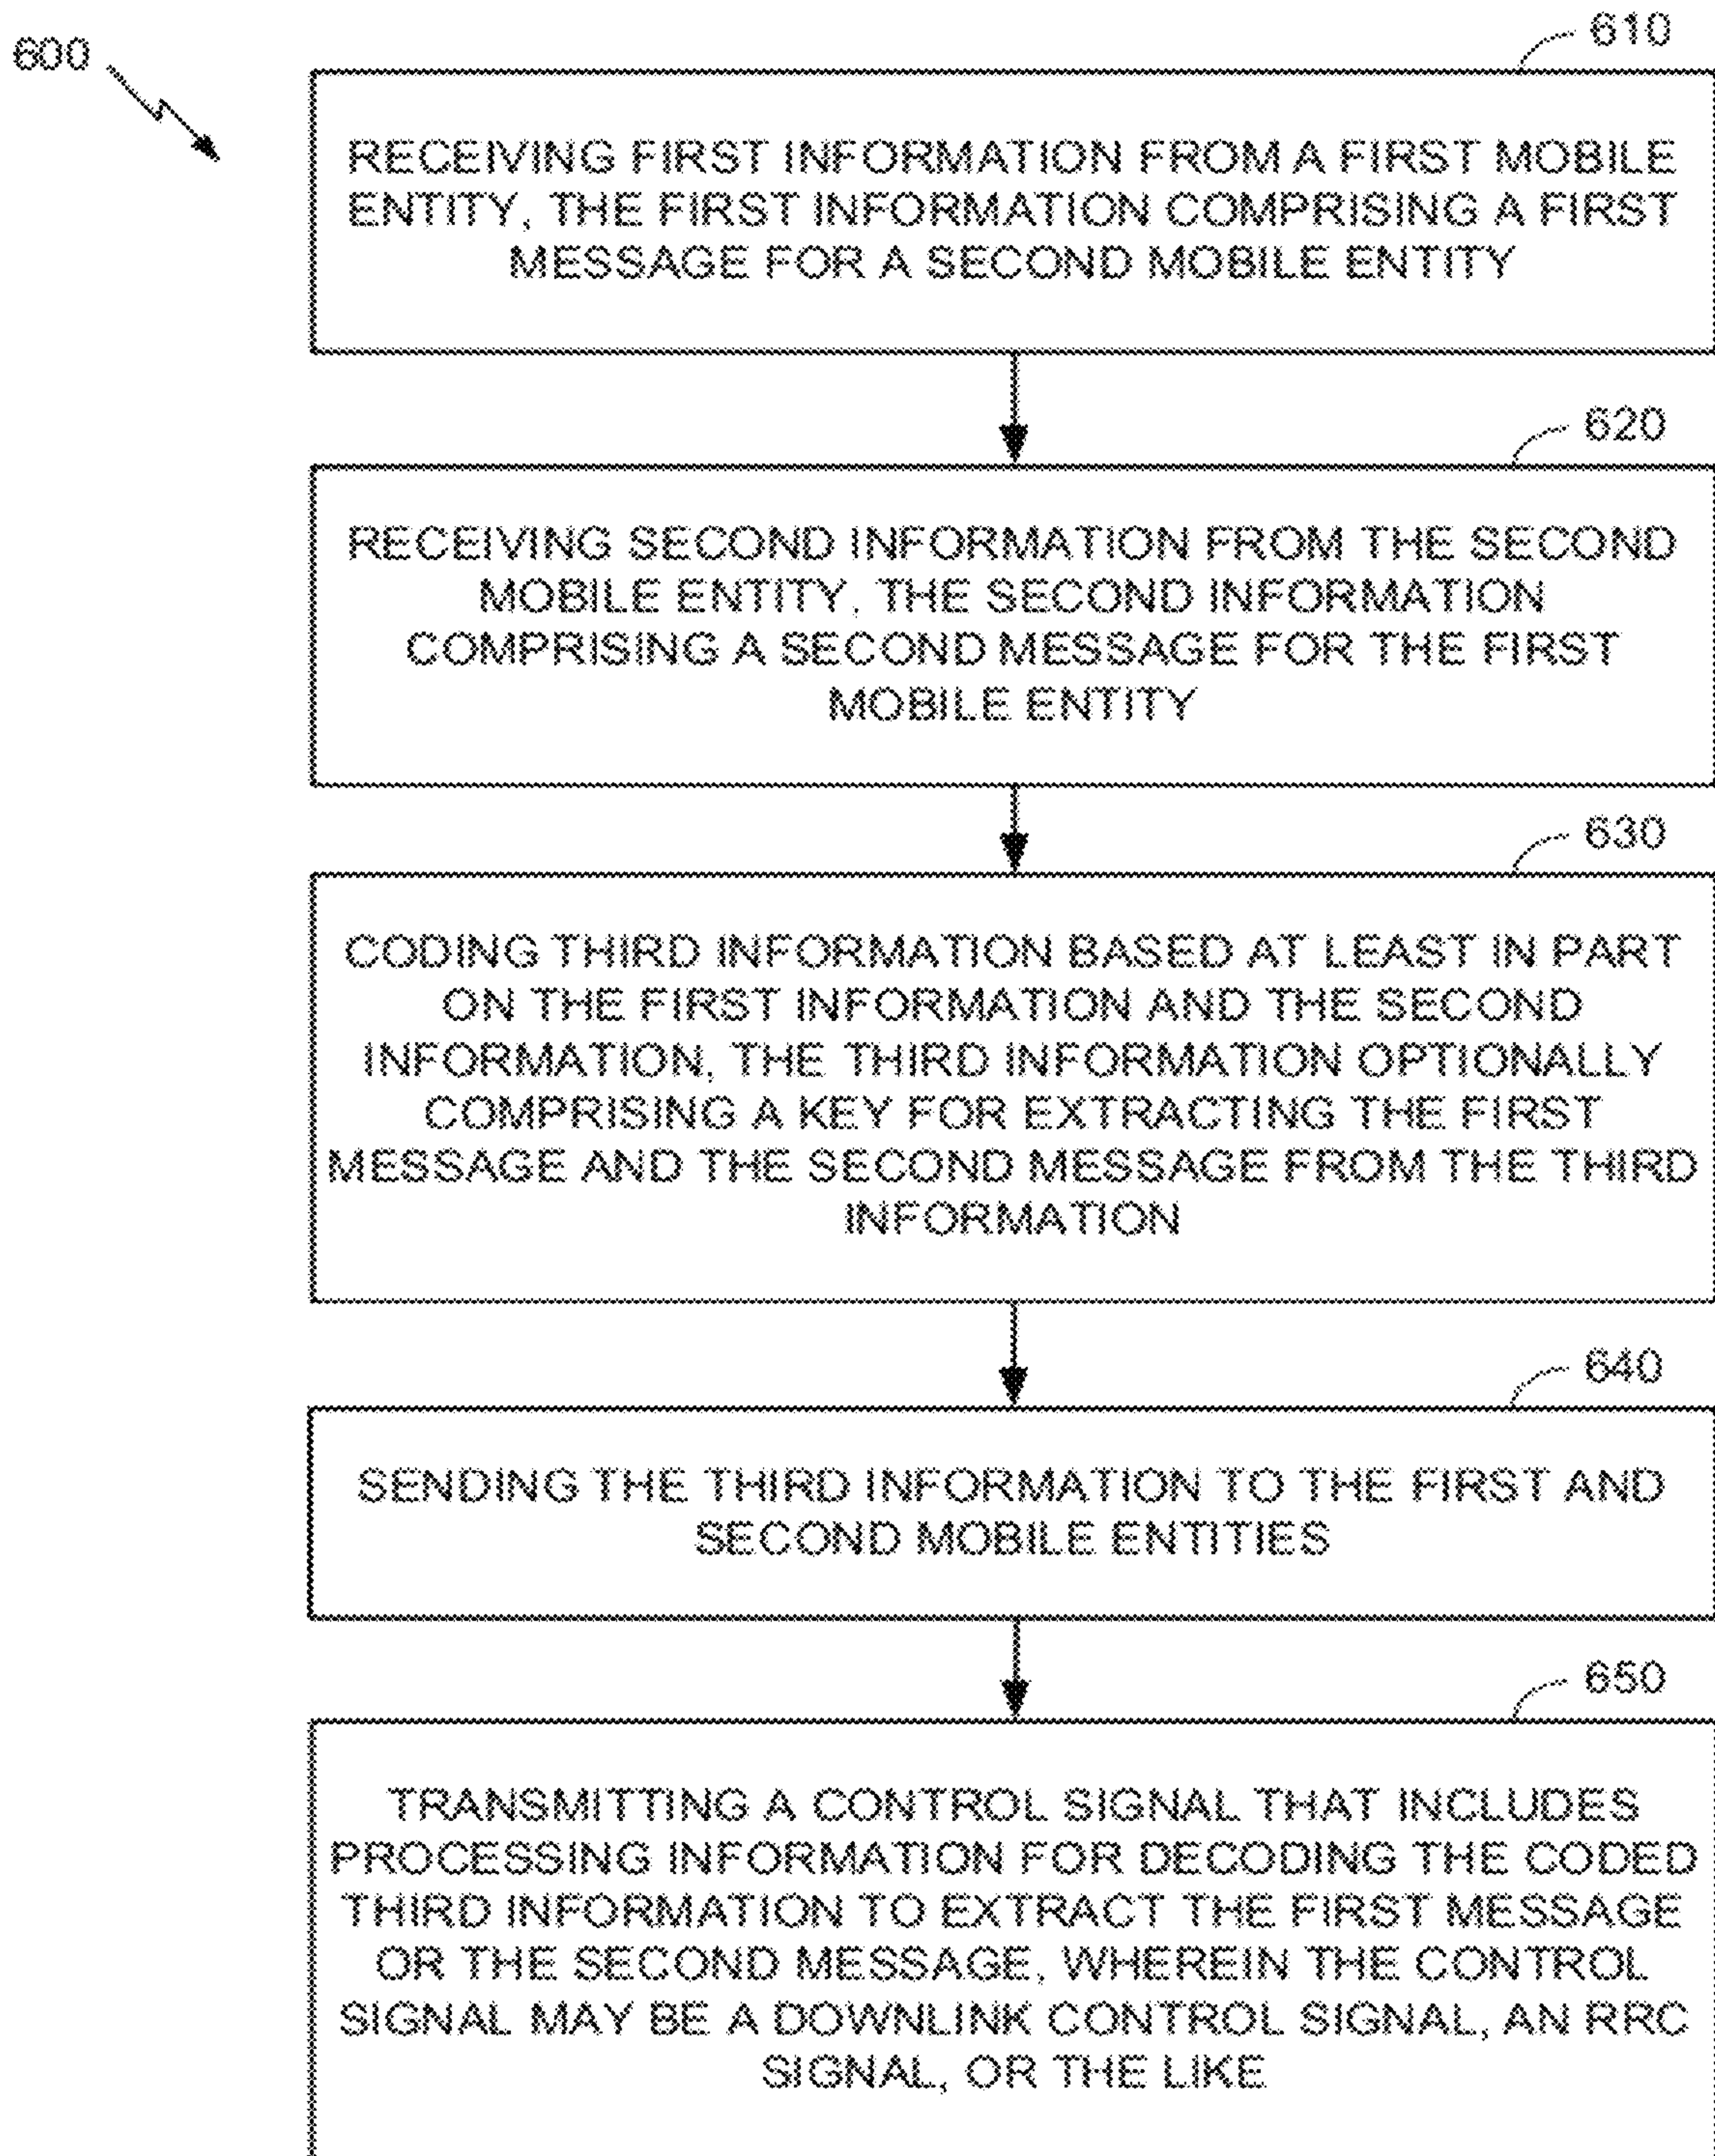 600
610
RECEIVING FIRST INFORMATION FROM A FIRST MOBILE
ENTITY, THE FIRST INFORMATION COMPRISING A FIRST
MESSAGE FOR A SECOND MOBILE ENTITY
620
RECEIVING SECOND INFORMATION FROM THE SECOND
MOBILE ENTITY, THE SECOND INFORMATION
COMPRISING A SECOND MESSAGE FOR THE FIRST
MOBILE ENTITY
630
CODING THIRD INFORMATION BASED AT LEAST IN PART
ON THE FIRST INFORMATION AND THE SECOND
INFORMATION, THE THIRD INFORMATION OPTIONALLY
COMPRISING A KEY FOR EXTRACTING THE FIRST
MESSAGE AND THE SECOND MESSAGE FROM THE THIRD
INFORMATION
640
SENDING THE THIRD INFORMATION TO THE FIRST AND
SECOND MOBILE ENTITIES
650
TRANSMITTING A CONTROL SIGNAL THAT INCLUDES
PROCESSING INFORMATION FOR DECODING THE CODED
THIRD INFORMATION TO EXTRACT THE FIRST MESSAGE
OR THE SECOND MESSAGE, WHEREIN THE CONTROL
SIGNAL MAY BE A DOWNLINK CONTROL SIGNAL, AN RRC
SIGNAL, OR THE LIKE